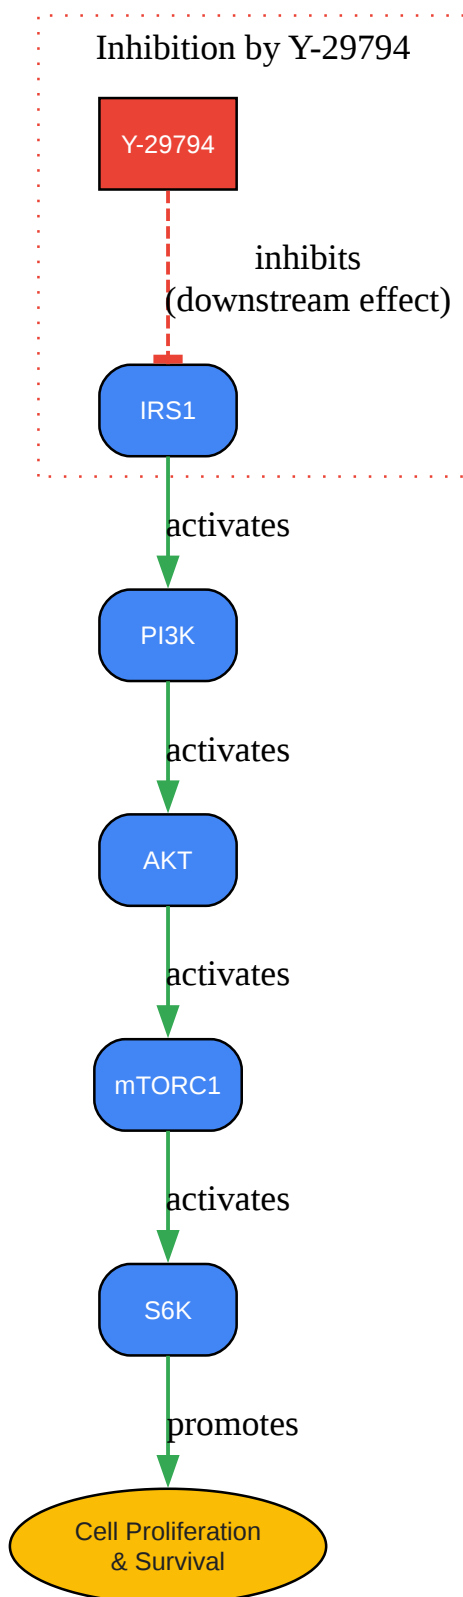 Inhibition by Y-29794
Y-29794
inhibits
(downstream effect)
IRS1
activates
PI3K
activates
AKT
activates
mTORC1
activates
S6K
promotes
Cell Proliferation
& Survival